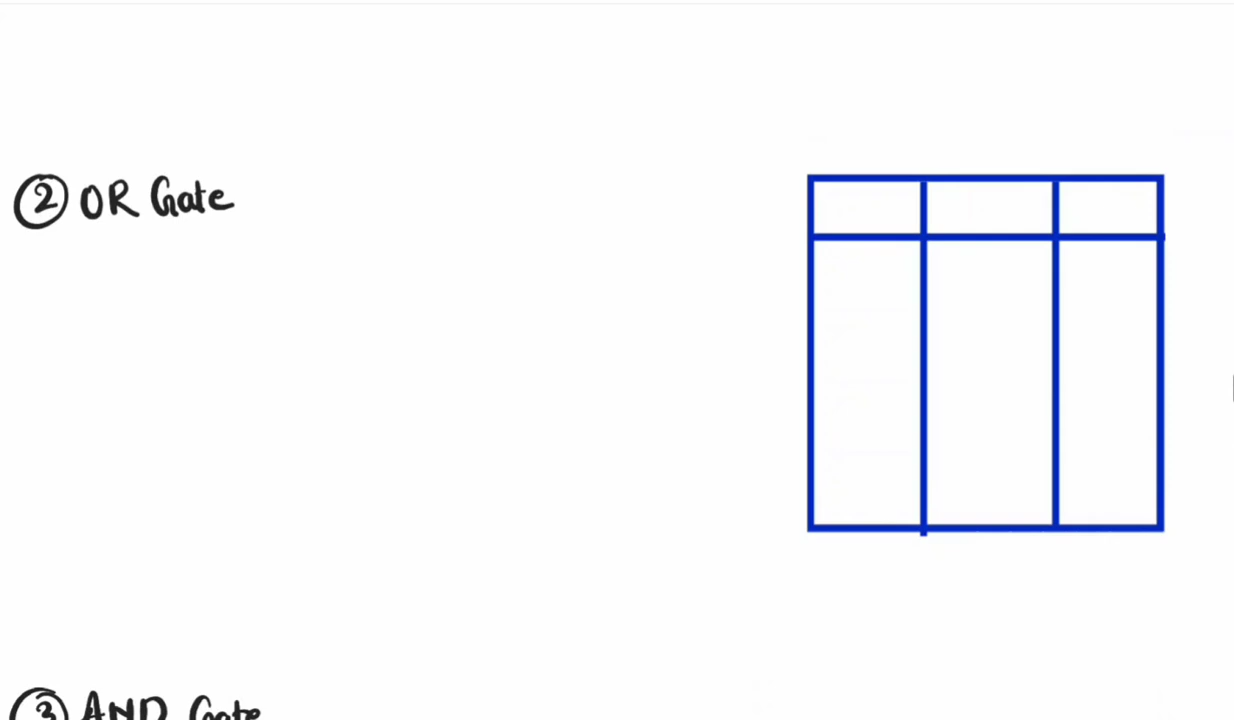 ② OR Gate
③ AND Gate